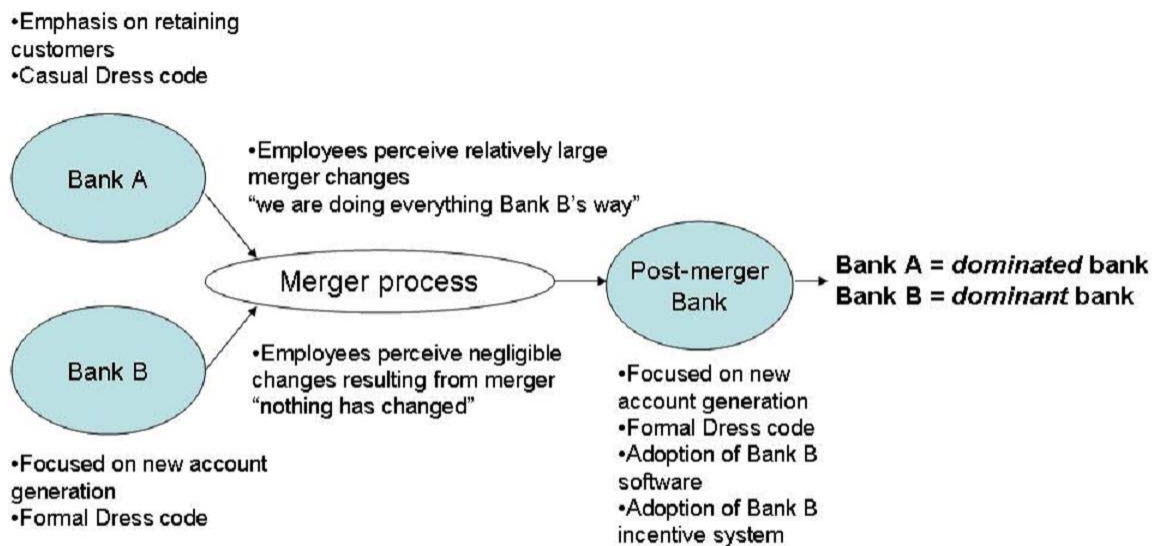 •Emphasis on retaining
customers
•Casual Dress code
Bank A
•Employees perceive relatively large
merger changes
“we are doing everything Bank B’s way”
Merger process
Post-merger
Bank
Bank A = dominated bank
Bank B = dominant bank
Bank B
•Employees perceive negligible
changes resulting from merger
“nothing has changed”
•Focused on new account
generation
•Formal Dress code
•Focused on new
account generation
•Formal Dress code
•Adoption of Bank B
software
•Adoption of Bank B
incentive system